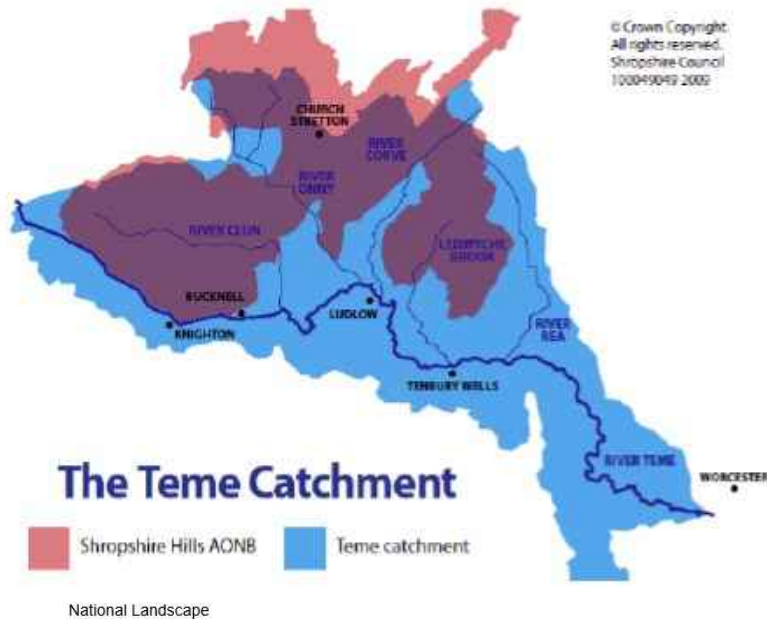 © Crown Copyright.
All rights reserved.
Shropshire Council
100049049 2009
CHURCH
STRETTON
RIVER
CORVE
RIVER
ONNY
RIVER CLUN
LEDWYCHE
BROOK
BUCKNELL
KNIGHTON
LUDLOW
RIVER
REA
TENBURY WELLS
RIVER TEME
WORCESTER
The Teme Catchment
Shropshire Hills AONB
Teme catchment
National Landscape